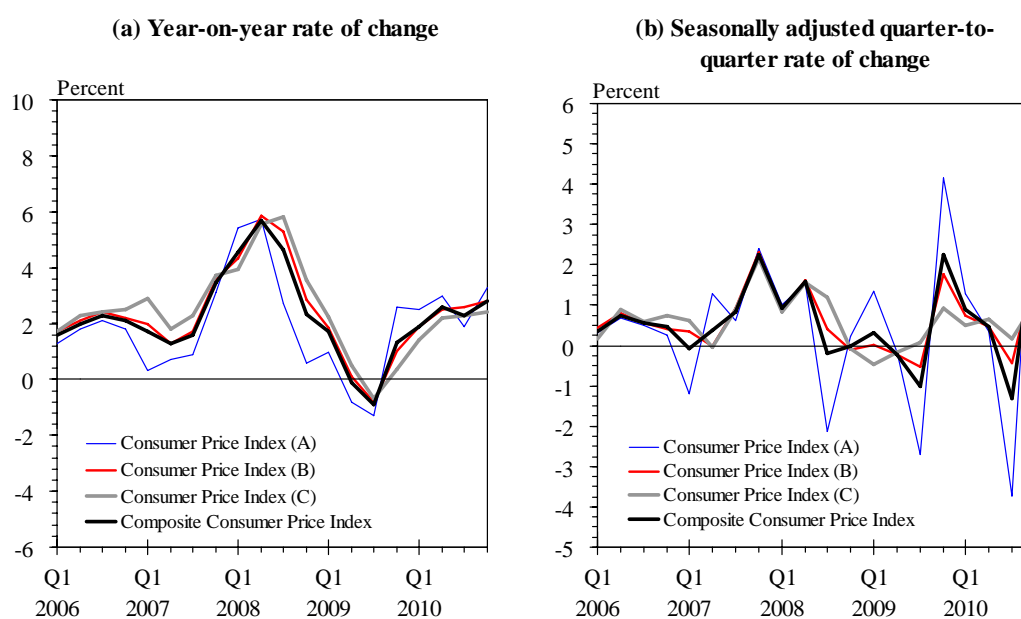 (a) Year-on-year rate of change
Percent
10
8
6
4
2
0
-2
-4
-6
Consumer Price Index (A)
Consumer Price Index (B)
Consumer Price Index (C)
Composite Consumer Price Index
Q1 Q1 Q1 Q1 Q1
2006 2007 2008 2009 2010
(b) Seasonally adjusted quarter-to-
quarter rate of change
Percent
6
5
4
3
2
1
0
-1
-2
-3
-4
-5
Consumer Price Index (A)
Consumer Price Index (B)
Consumer Price Index (C)
Composite Consumer Price Index
Q1 Q1 Q1 Q1 Q1
2006 2007 2008 2009 2010